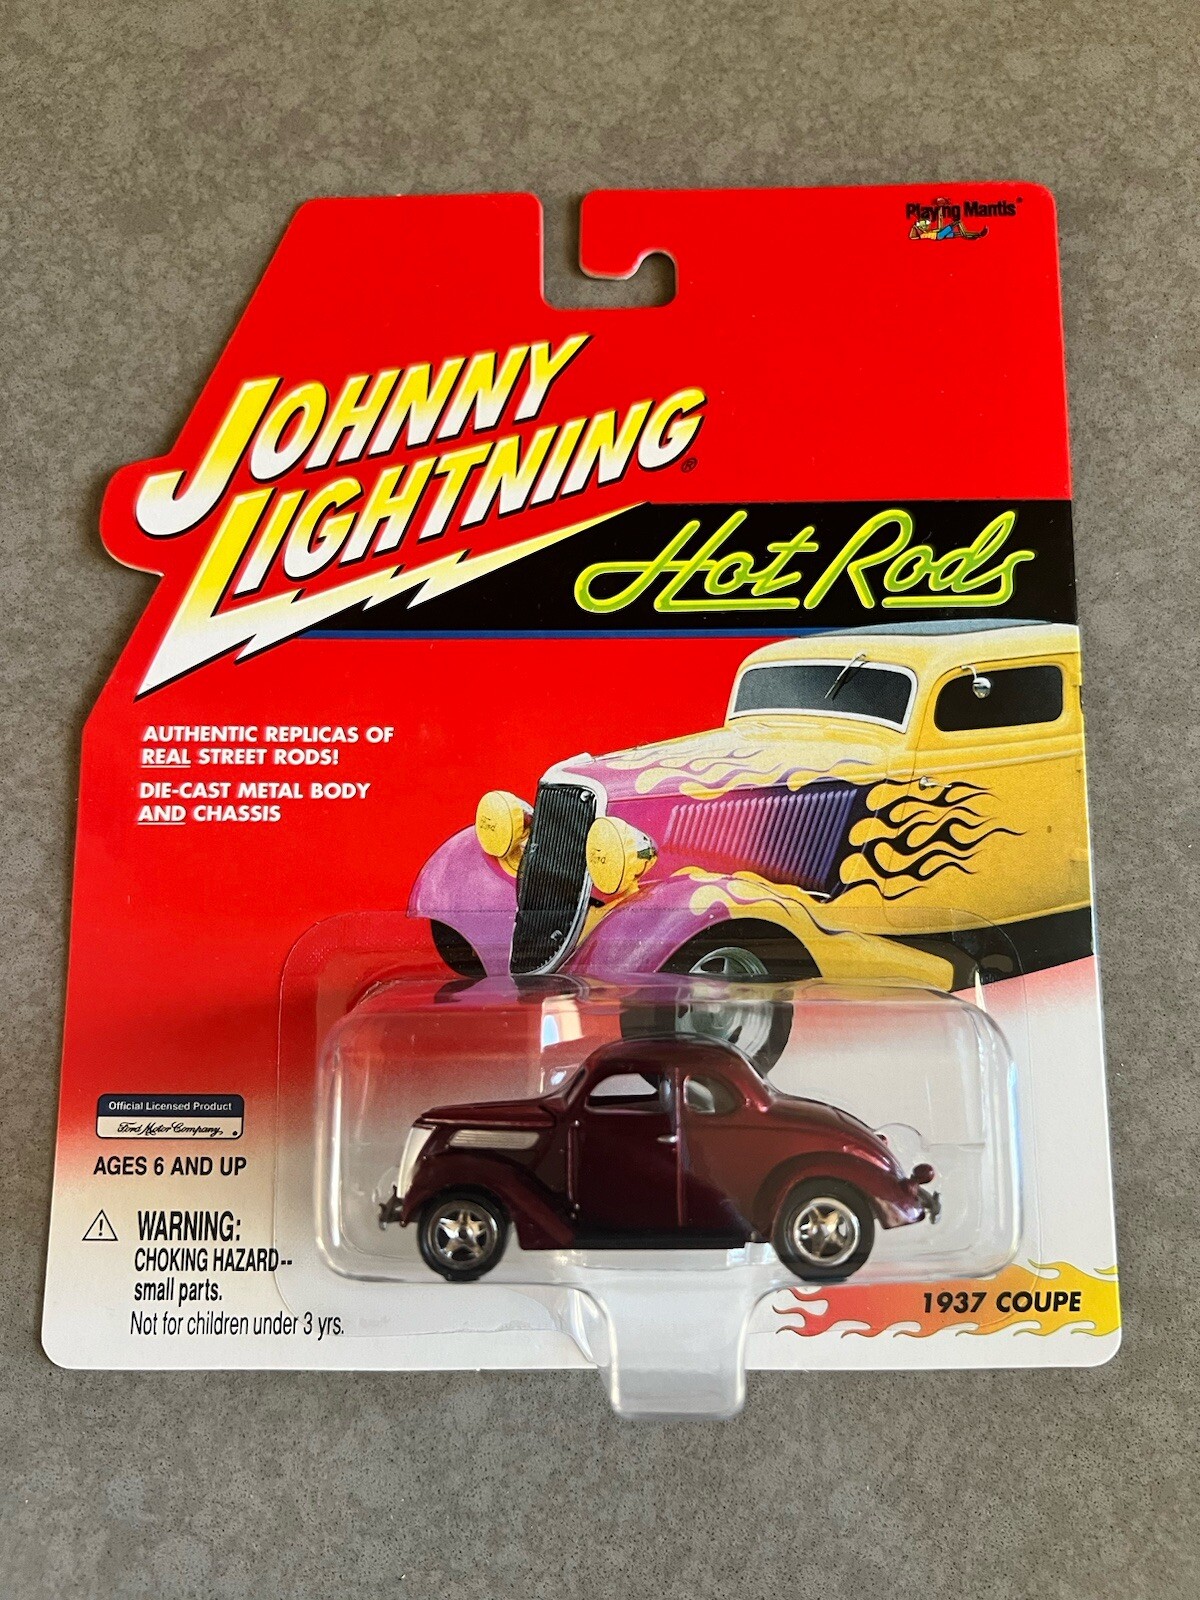 Playing Mantis®
JOHNNY
LIGHTNING®
Hot Rods
AUTHENTIC REPLICAS OF
REAL STREET RODS!
DIE-CAST METAL BODY
AND CHASSIS
Ford
Ford
Official Licensed Product
Ford Motor Company
AGES 6 AND UP
WARNING:
CHOKING HAZARD--
small parts.
Not for children under 3 yrs.
1937 COUPE